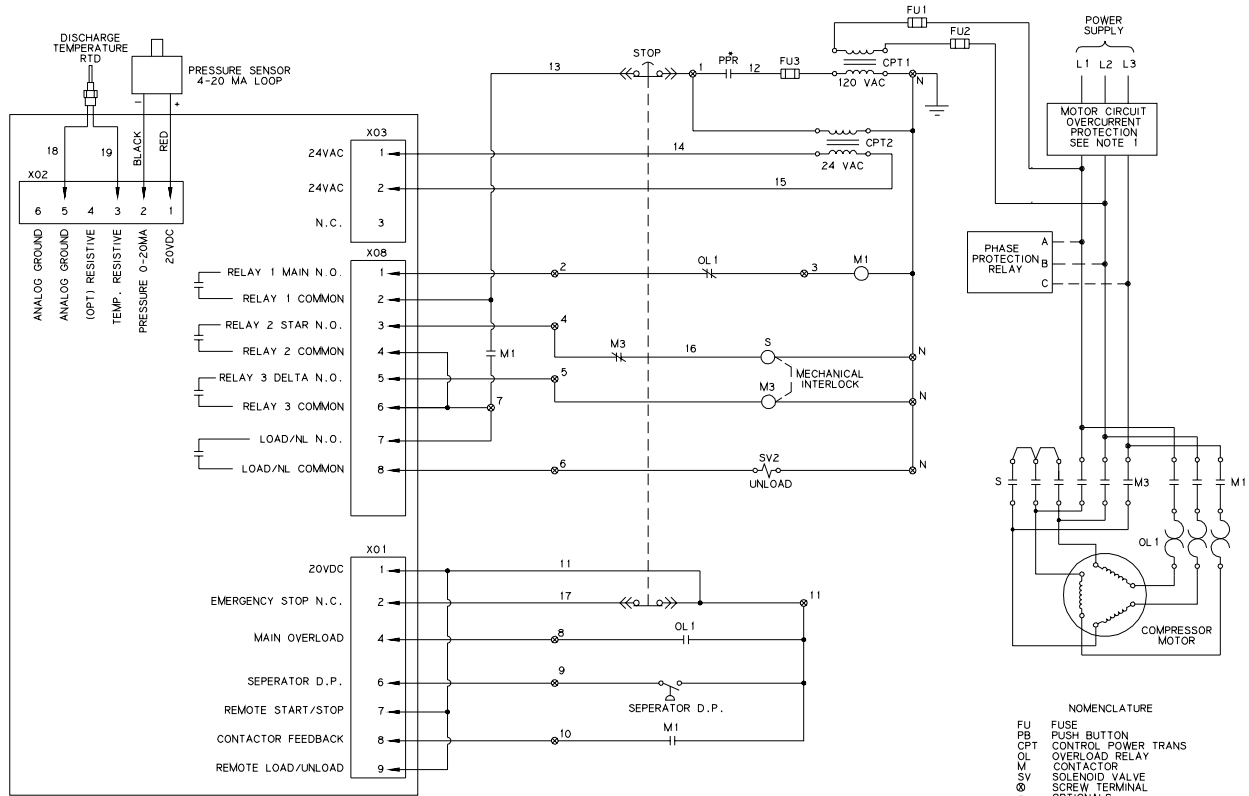 FU1
FU2
POWER
SUPPLY
L1 L2 L3
DISCHARGE
TEMPERATURE
RTD
PRESSURE SENSOR
4-20 MA LOOP
- +
STOP
13
1
*
PPR
12
FU3
CPT1
120 VAC
N
MOTOR CIRCUIT
OVERCURRENT
PROTECTION
SEE NOTE 1
18
19
BLACK
RED
X02
6 5 4 3 2 1
ANALOG GROUND
ANALOG GROUND
(OPT) RESISTIVE
TEMP. RESISTIVE
PRESSURE 0-20MA
20VDC
X03
24VAC 1
14
CPT2
24 VAC
24VAC 2
15
N.C. 3
PHASE
PROTECTION
RELAY
A
B
C
X08
RELAY 1 MAIN N.O. 1
2
OL1
3
M1
RELAY 1 COMMON 2
RELAY 2 STAR N.O. 3
4
RELAY 2 COMMON 4
M1
M3
16
S
N
MECHANICAL
INTERLOCK
RELAY 3 DELTA N.O. 5
5
M3
N
RELAY 3 COMMON 6
7
LOAD/NL N.O. 7
LOAD/NL COMMON 8
6
SV2
UNLOAD
N
S
M3
M1
OL1
COMPRESSOR
MOTOR
X01
20VDC 1
11
EMERGENCY STOP N.C. 2
17
11
MAIN OVERLOAD 4
8
OL1
SEPERATOR D.P. 6
9
SEPERATOR D.P.
REMOTE START/STOP 7
CONTACTOR FEEDBACK 8
10
M1
REMOTE LOAD/UNLOAD 9
NOMENCLATURE
FU FUSE
PB PUSH BUTTON
CPT CONTROL POWER TRANS
OL OVERLOAD RELAY
M CONTACTOR
SV SOLENOID VALVE
⊗ SCREW TERMINAL